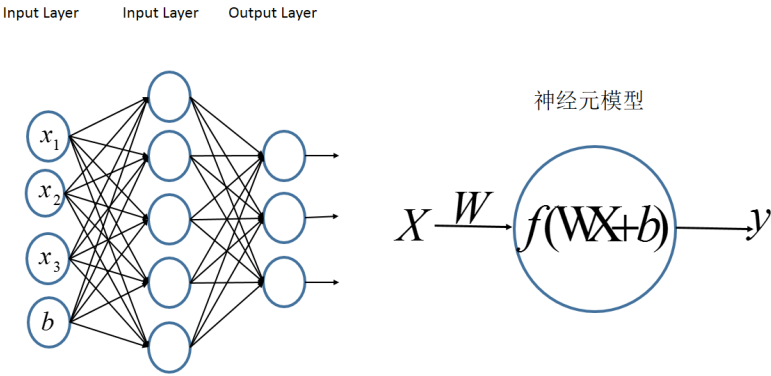 Input Layer
Input Layer
Output Layer
x₁
x₂
x₃
b
神经元模型
X
W
f(WX+b)
y